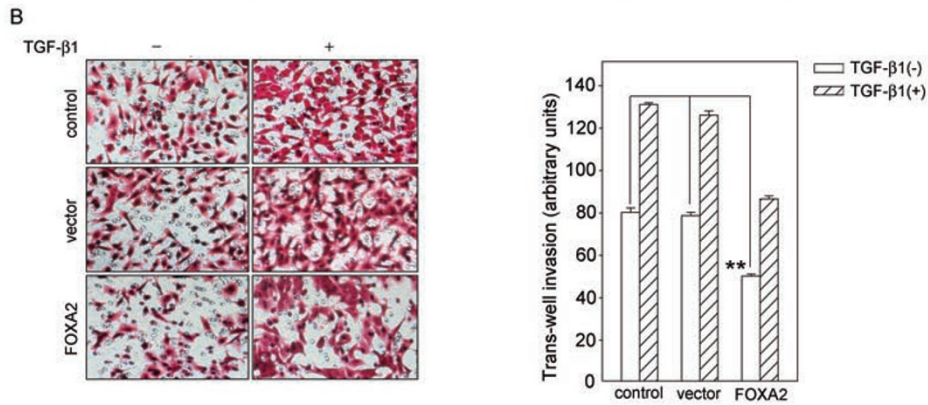 B
TGF-β1 – +
control
vector
FOXA2
Trans-well invasion (arbitrary units)
140
120
100
80
60
40
20
0
TGF-β1(-)
TGF-β1(+)
**
control vector FOXA2